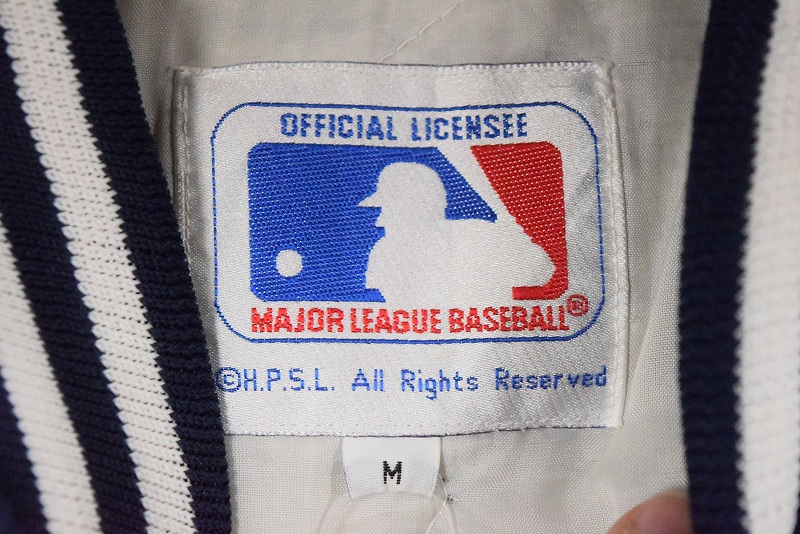 OFFICIAL LICENSEE
MAJOR LEAGUE BASEBALL®
©H.P.S.L. All Rights Reserved
M